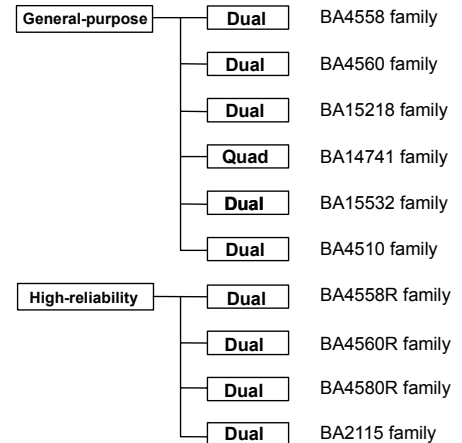 General-purpose Dual BA4558 family
Dual BA4560 family
Dual BA15218 family
Quad BA14741 family
Dual BA15532 family
Dual BA4510 family
High-reliability Dual BA4558R family
Dual BA4560R family
Dual BA4580R family
Dual BA2115 family